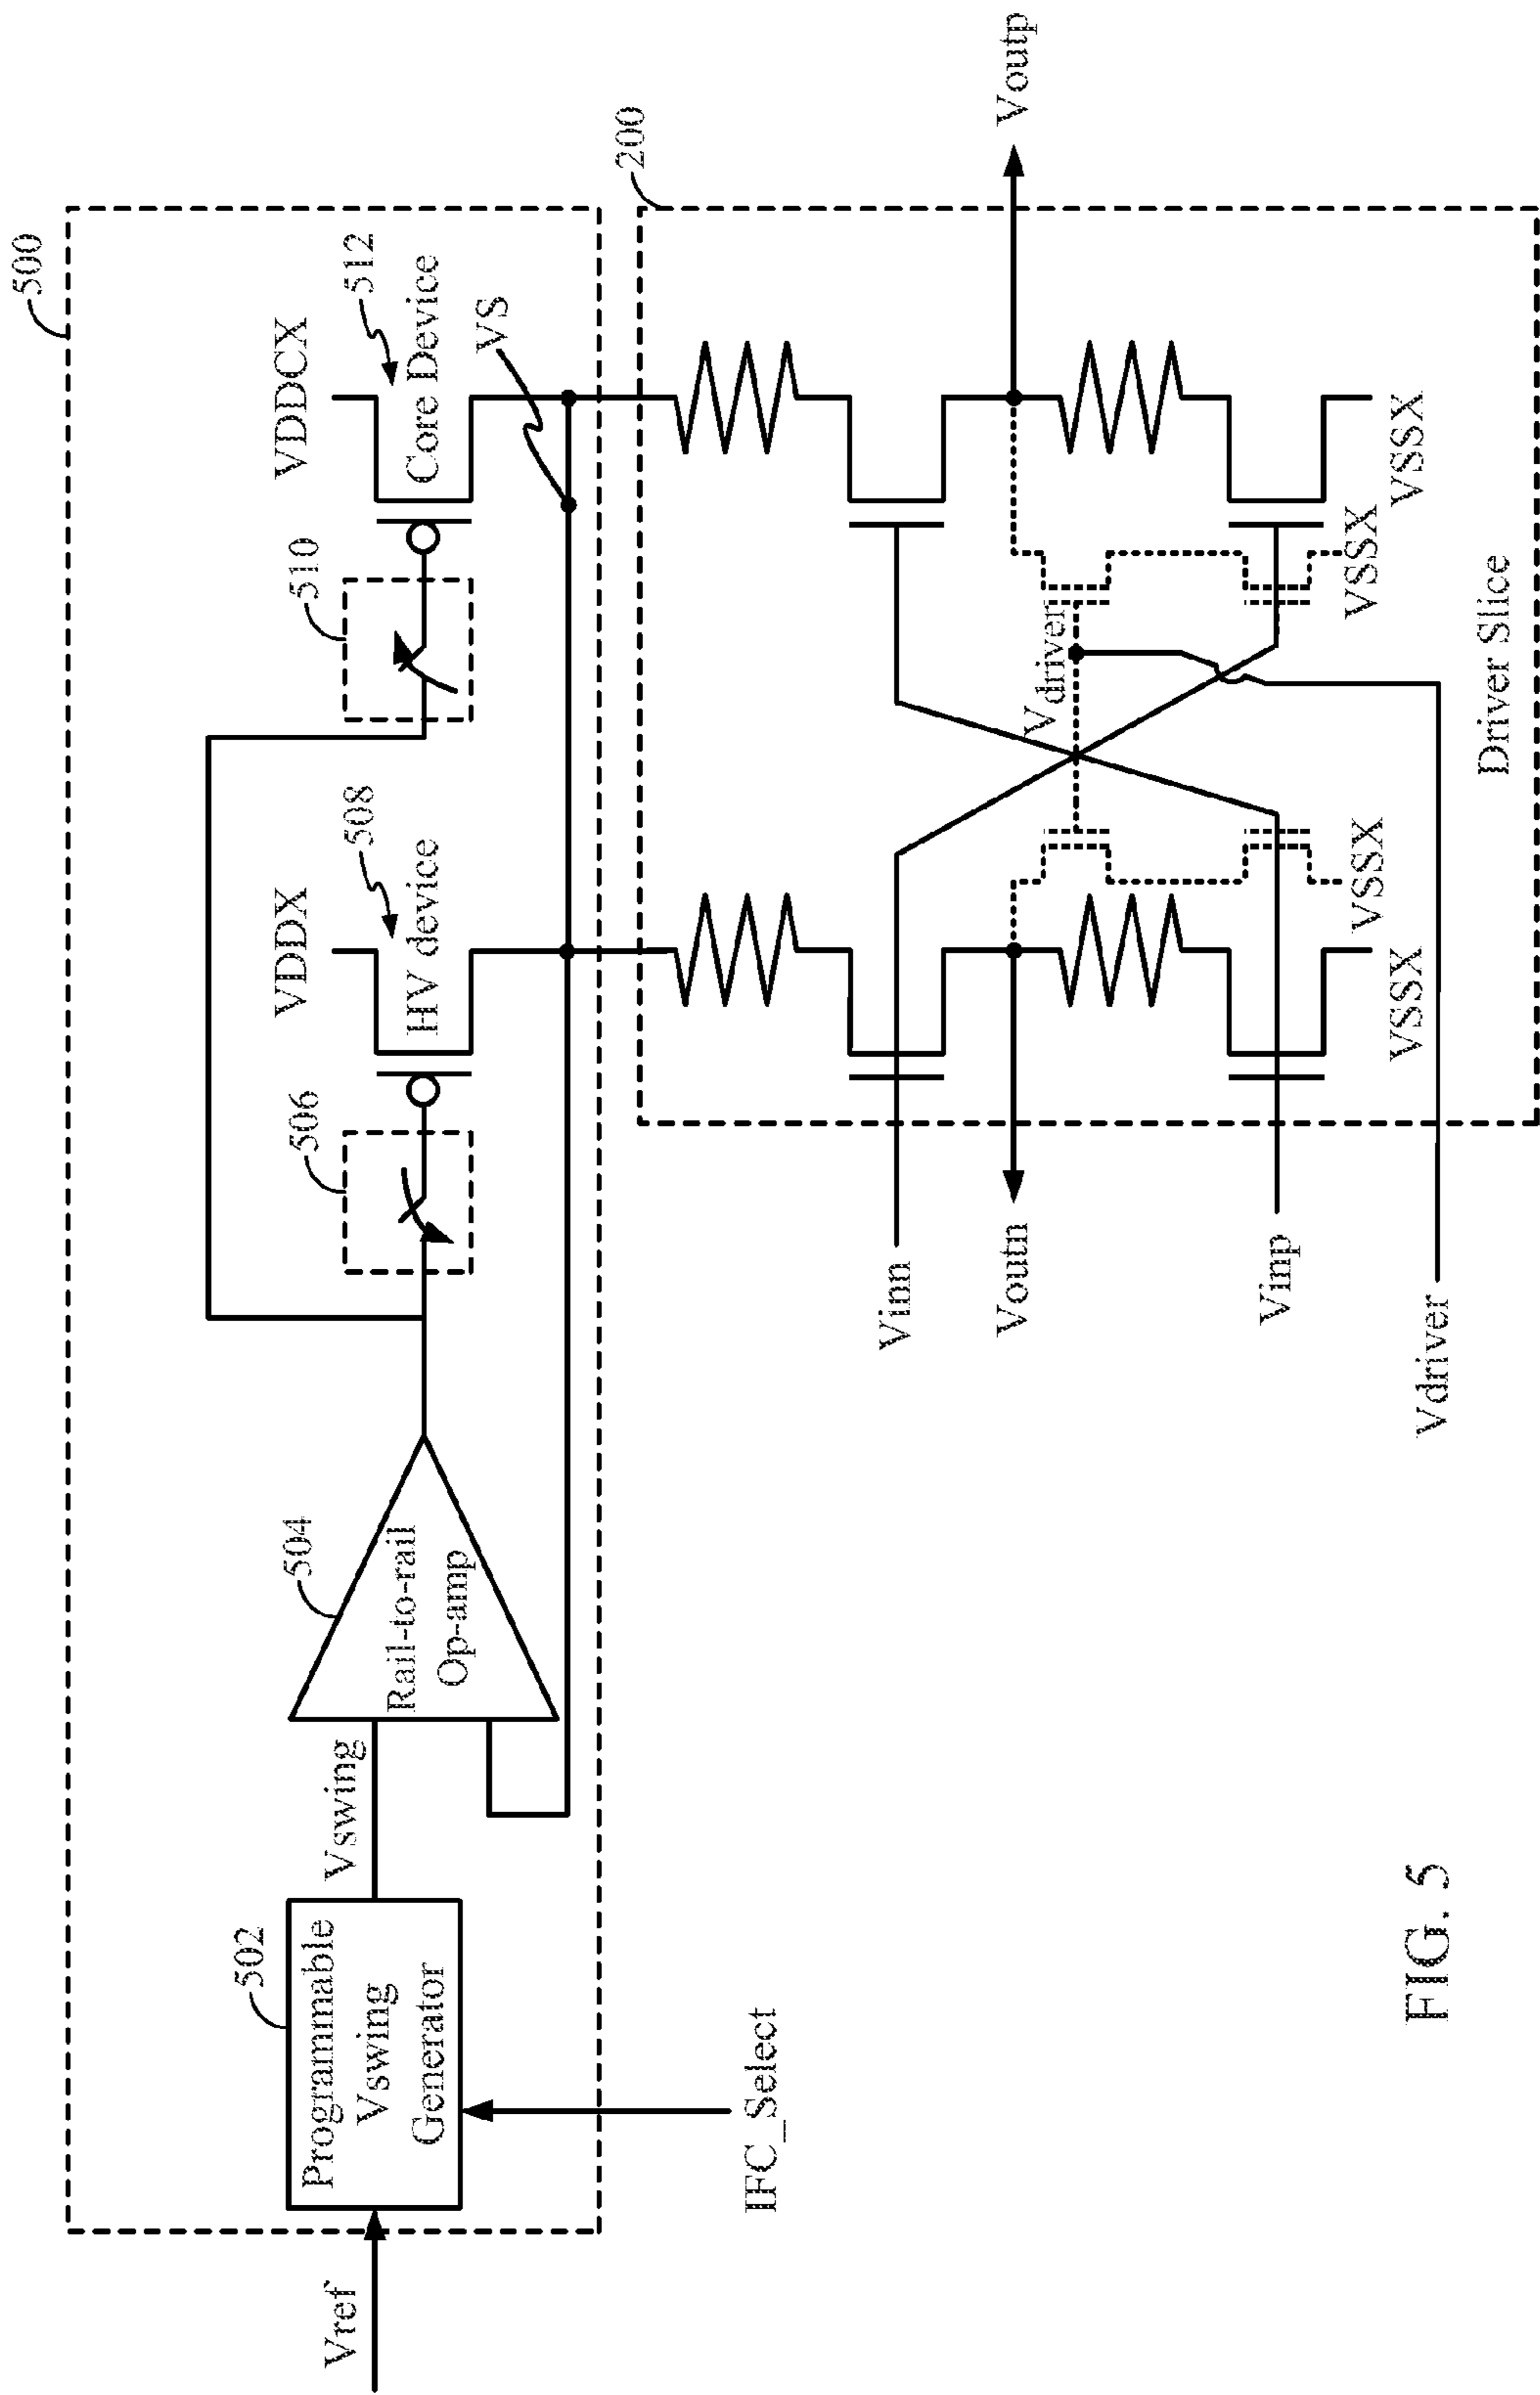 500
VDDX
508
HV device
506
VDDCX
512
Core Device
510
VS
504
Rail-to-rail
Op-amp
Vswing
502
Programmable
Vswing
Generator
Vref
IFC_Select
200
Voutp
Vdriver
Vinn
Voutn
Vinp
Vdriver
VSSX
VSSX
VSSX
VSSX
Driver Slice
FIG. 5